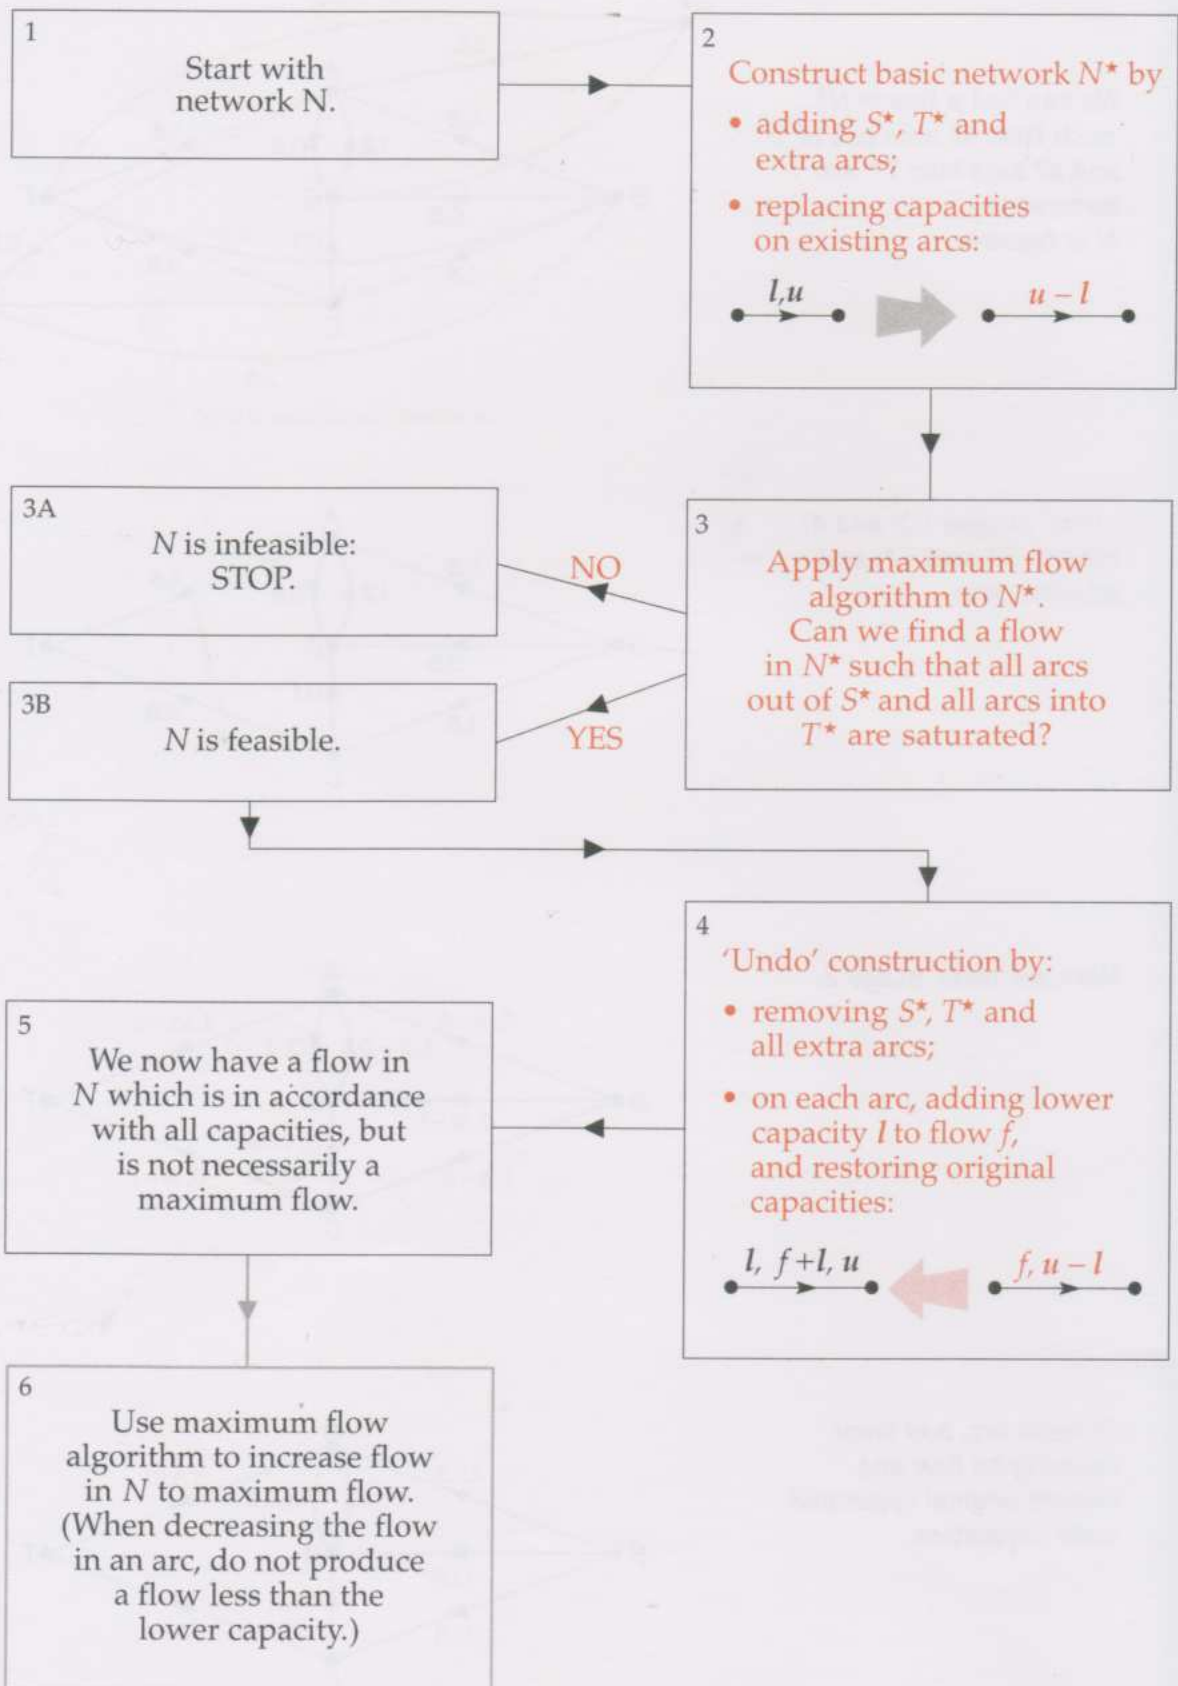 1
Start with
network N.
2
Construct basic network N★ by
• adding S★, T★ and
extra arcs;
• replacing capacities
on existing arcs:
l,u
u – l
3
Apply maximum flow
algorithm to N★.
Can we find a flow
in N★ such that all arcs
out of S★ and all arcs into
T★ are saturated?
NO
3A
N is infeasible:
STOP.
YES
3B
N is feasible.
4
‘Undo’ construction by:
• removing S★, T★ and
all extra arcs;
• on each arc, adding lower
capacity l to flow f,
and restoring original
capacities:
l, f+l, u
f, u – l
5
We now have a flow in
N which is in accordance
with all capacities, but
is not necessarily a
maximum flow.
6
Use maximum flow
algorithm to increase flow
in N to maximum flow.
(When decreasing the flow
in an arc, do not produce
a flow less than the
lower capacity.)